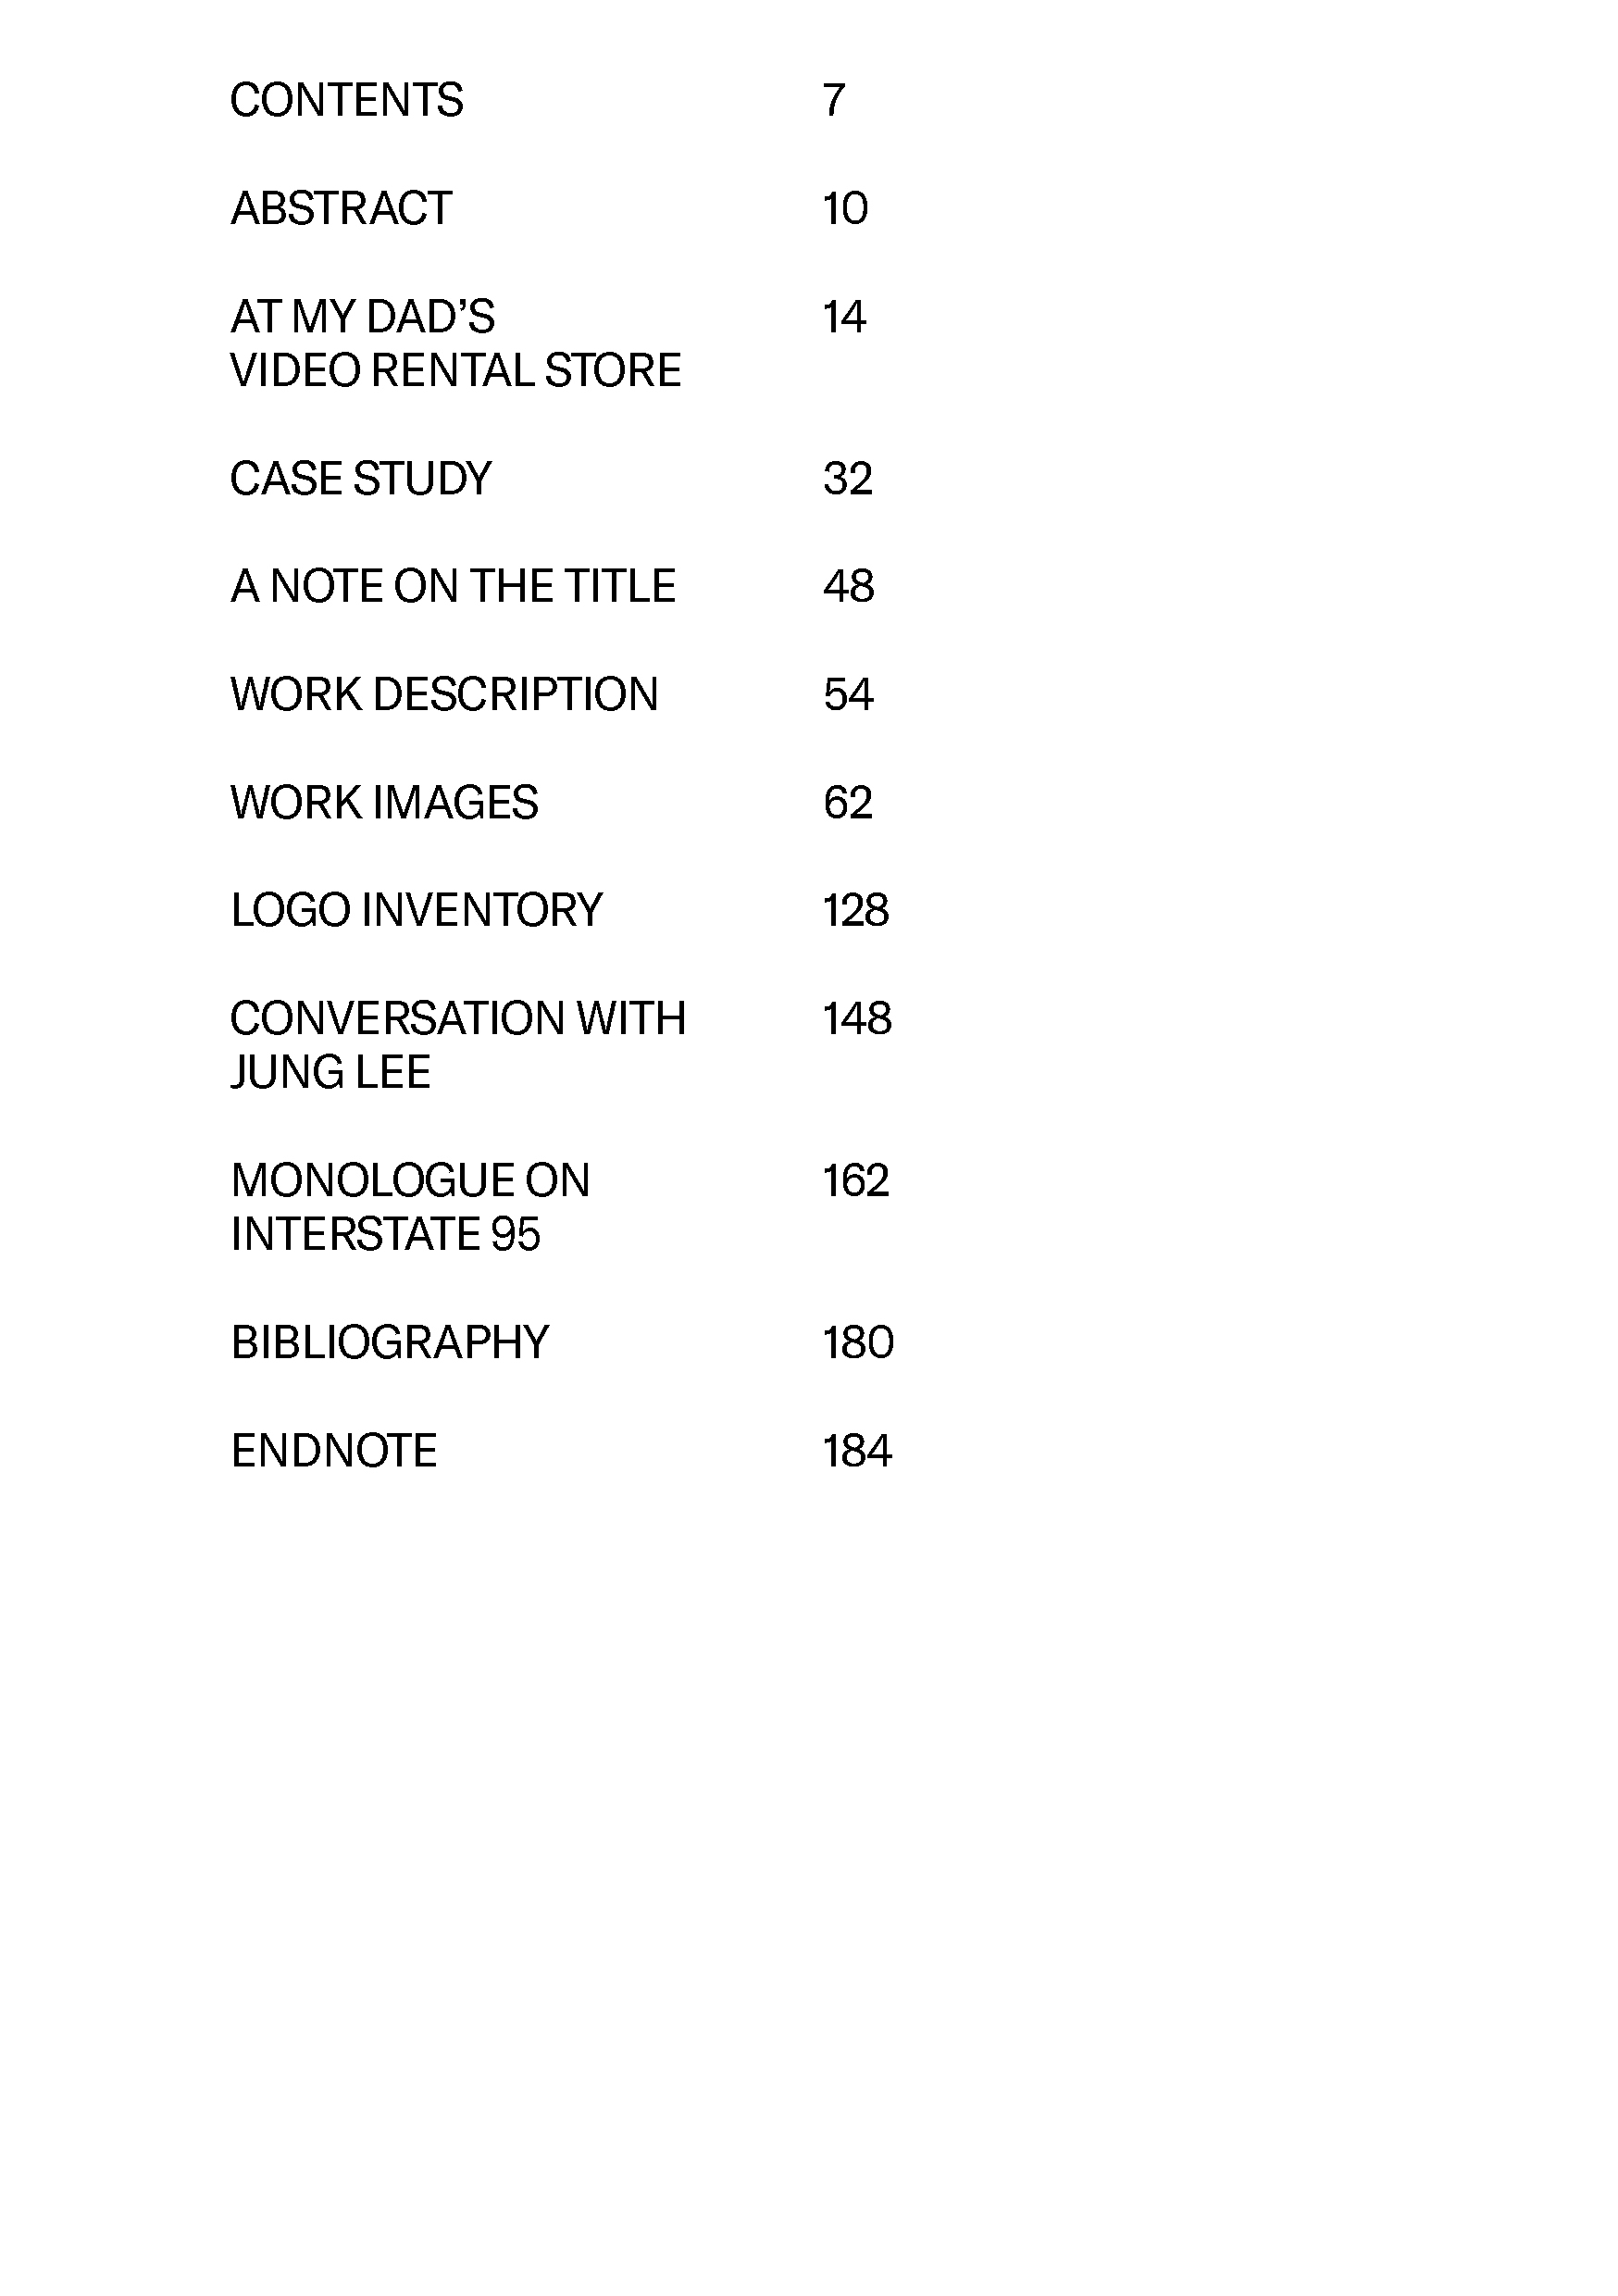 CONTENTS 7
ABSTRACT 10
AT MY DAD’S 14
VIDEO RENTAL STORE
CASE STUDY 32
A NOTE ON THE TITLE 48
WORK DESCRIPTION 54
WORK IMAGES 62
LOGO INVENTORY 128
CONVERSATION WITH 148
JUNG LEE
MONOLOGUE ON 162
INTERSTATE 95
BIBLIOGRAPHY 180
ENDNOTE 184